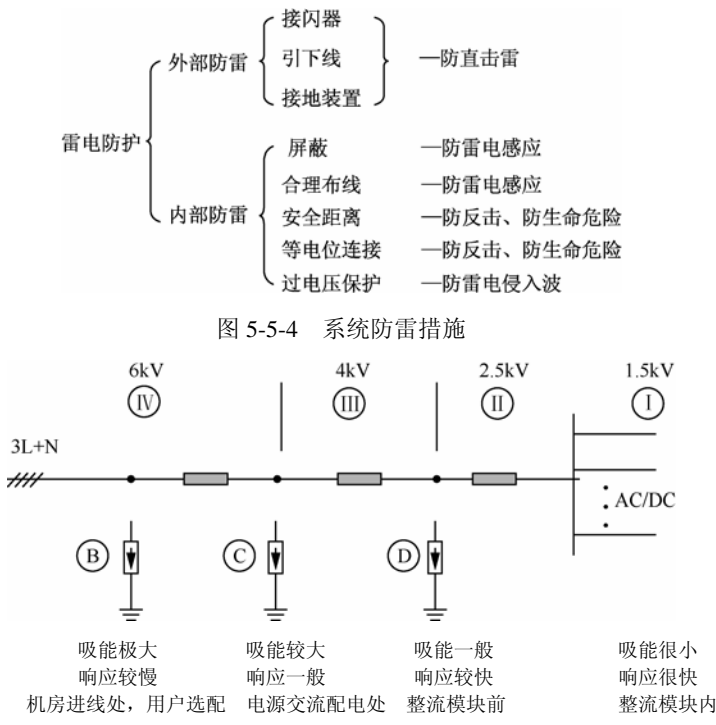 接闪器
外部防雷 引下线 —防直击雷
接地装置
雷电防护
屏蔽 —防雷电感应
合理布线 —防雷电感应
内部防雷 安全距离 —防反击、防生命危险
等电位连接 —防反击、防生命危险
过电压保护 —防雷电侵入波
图 5-5-4 系统防雷措施
6kV 4kV 2.5kV 1.5kV
Ⅳ Ⅲ Ⅱ Ⅰ
3L+N
AC/DC
B C D
吸能极大 吸能较大 吸能一般 吸能很小
响应较慢 响应一般 响应较快 响应很快
机房进线处，用户选配 电源交流配电处 整流模块前 整流模块内